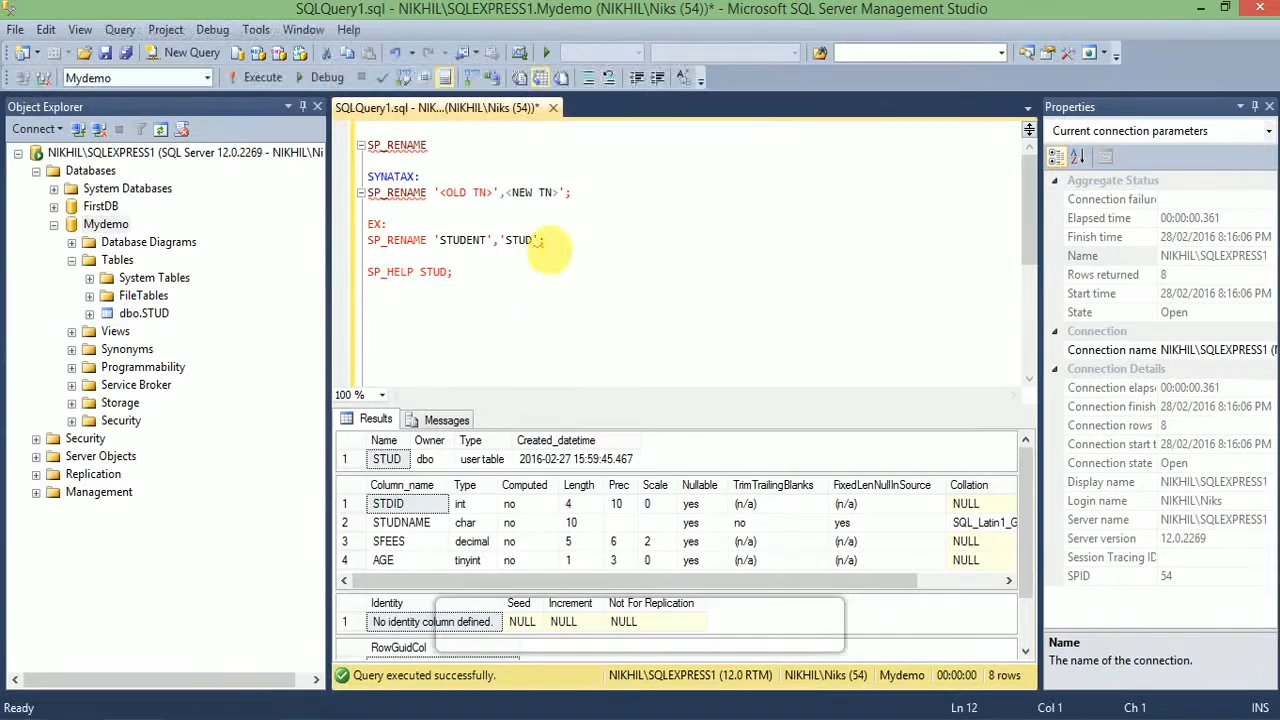 SQLQuery1.sql - NIKHIL\SQLEXPRESS1.Mydemo (NIKHIL\Niks (54))* - Microsoft SQL Server Management Studio
File Edit View Query Project Debug Tools Window Help
New Query
Mydemo Execute Debug
Object Explorer
Connect
NIKHIL\SQLEXPRESS1 (SQL Server 12.0.2269 - NIKHIL\Ni
Databases
System Databases
FirstDB
Mydemo
Database Diagrams
Tables
System Tables
FileTables
dbo.STUD
Views
Synonyms
Programmability
Service Broker
Storage
Security
Security
Server Objects
Replication
Management
SQLQuery1.sql - NIK...(NIKHIL\Niks (54))*
SP_RENAME
SYNATAX:
SP_RENAME '<OLD TN>',<NEW TN>';
EX:
SP_RENAME 'STUDENT','STUD';
SP_HELP STUD;
100 %
Results Messages
Name Owner Type Created_datetime
1 STUD dbo user table 2016-02-27 15:59:45.467
Column_name Type Computed Length Prec Scale Nullable TrimTrailingBlanks FixedLenNullInSource Collation
1 STDID int no 4 10 0 yes (n/a) (n/a) NULL
2 STUDNAME char no 10 yes no yes SQL_Latin1_G
3 SFEES decimal no 5 6 2 yes (n/a) (n/a) NULL
4 AGE tinyint no 1 3 0 yes (n/a) (n/a) NULL
Identity Seed Increment Not For Replication
1 No identity column defined. NULL NULL NULL
RowGuidCol
Query executed successfully. NIKHIL\SQLEXPRESS1 (12.0 RTM) NIKHIL\Niks (54) Mydemo 00:00:00 8 rows
Properties
Current connection parameters
Aggregate Status
Connection failure
Elapsed time 00:00:00.361
Finish time 28/02/2016 8:16:06 PM
Name NIKHIL\SQLEXPRESS1
Rows returned 8
Start time 28/02/2016 8:16:06 PM
State Open
Connection
Connection name NIKHIL\SQLEXPRESS1 (
Connection Details
Connection elaps 00:00:00.361
Connection finish 28/02/2016 8:16:06 PM
Connection rows 8
Connection start t 28/02/2016 8:16:06 PM
Connection state Open
Display name NIKHIL\SQLEXPRESS1
Login name NIKHIL\Niks
Server name NIKHIL\SQLEXPRESS1
Server version 12.0.2269
Session Tracing ID
SPID 54
Name
The name of the connection.
Ready Ln 12 Col 1 Ch 1 INS